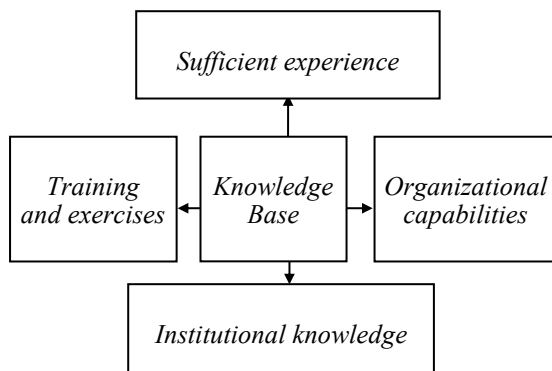 Sufficient experience
Training
and exercises
Knowledge
Base
Organizational
capabilities
Institutional knowledge